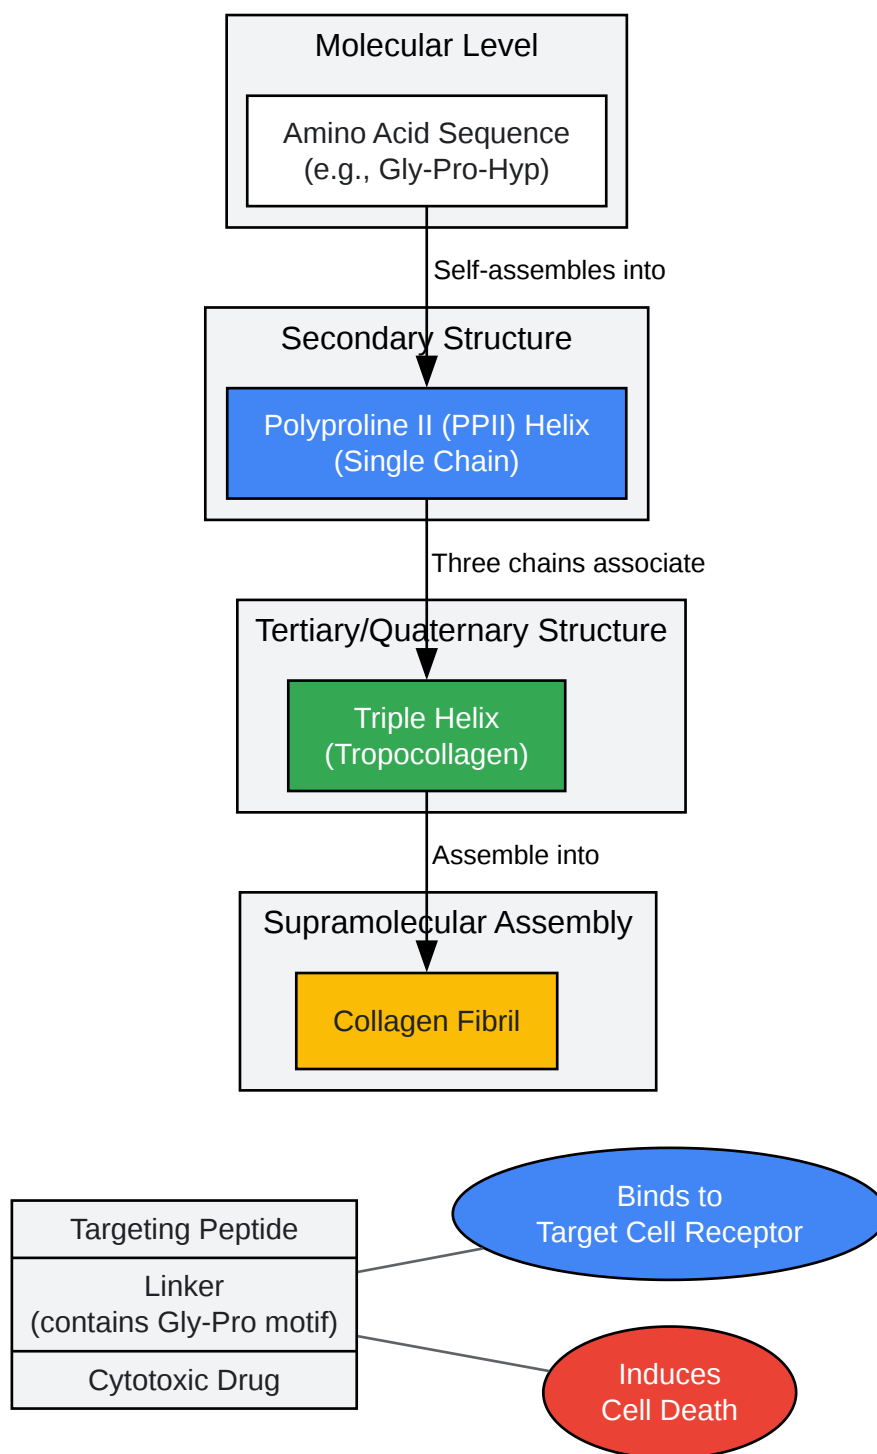 Molecular Level
Amino Acid Sequence
(e.g., Gly-Pro-Hyp)
Self-assembles into
Secondary Structure
Polyproline II (PPII) Helix
(Single Chain)
Three chains associate
Tertiary/Quaternary Structure
Triple Helix
(Tropocollagen)
Assemble into
Supramolecular Assembly
Collagen Fibril
Targeting Peptide
Linker
(contains Gly-Pro motif)
Cytotoxic Drug
Binds to
Target Cell Receptor
Induces
Cell Death